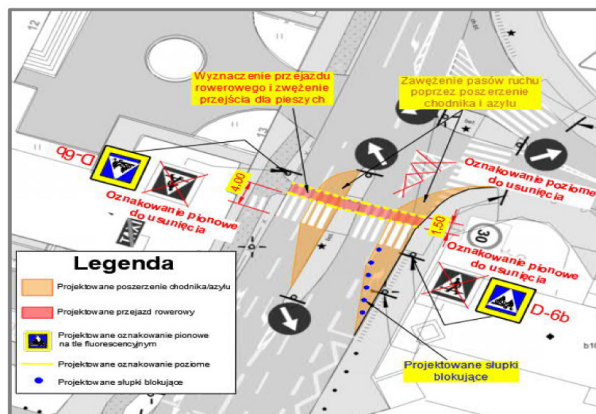 Wyznaczenie przejazdu
rowerowego i zwężenie
przejścia dla pieszych
Zawężenie pasów ruchu
poprzez poszerzenie
chodnika i azylu
D-6b
Oznakowanie pionowe
do usunięcia
4,00
Oznakowanie poziome
do usunięcia
1,50
30
Oznakowanie pionowe
do usunięcia
D-6b
Projektowane słupki
blokujące
Legenda
Projektowane poszerzenie chodnika/azylu
Projektowane przejazd rowerowy
Projektowane oznakowanie pionowe
na tle fluorescencyjnym
Projektowane oznakowanie poziome
Projektowane słupki blokujące
12
13